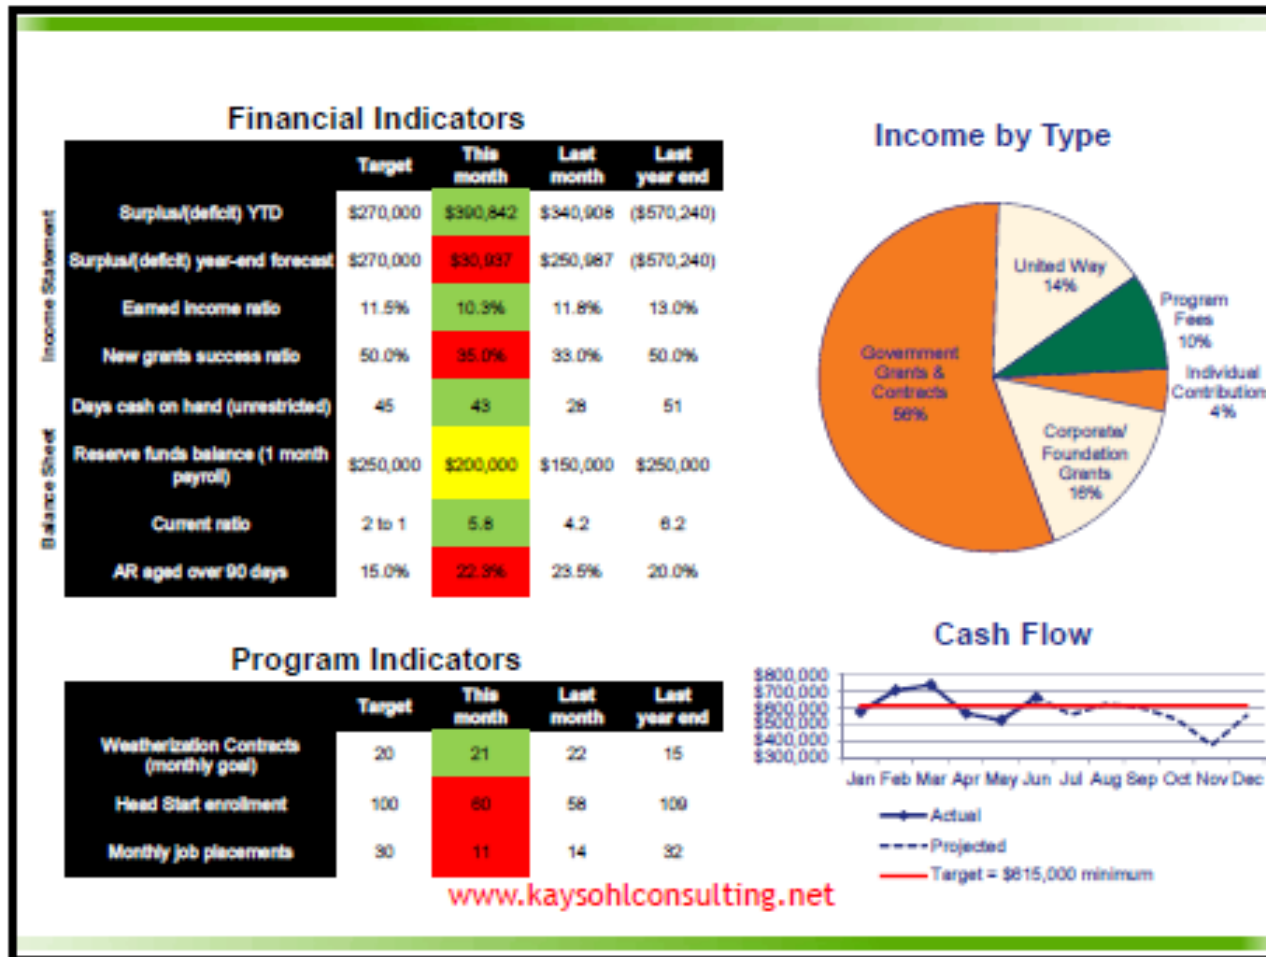 Financial Indicators
Target This month Last month Last year end
Income Statement
Surplus/(deficit) YTD $270,000 $390,842 $340,908 ($570,240)
Surplus/(deficit) year-end forecast $270,000 $30,937 $250,987 ($570,240)
Earned income ratio 11.5% 10.3% 11.8% 13.0%
New grants success ratio 50.0% 35.0% 33.0% 50.0%
Balance Sheet
Days cash on hand (unrestricted) 45 43 28 51
Reserve funds balance (1 month payroll) $250,000 $200,000 $150,000 $250,000
Current ratio 2 to 1 5.8 4.2 6.2
AR aged over 90 days 15.0% 22.3% 23.5% 20.0%
Program Indicators
Target This month Last month Last year end
Weatherization Contracts (monthly goal) 20 21 22 15
Head Start enrollment 100 60 58 109
Monthly job placements 30 11 14 32
Income by Type
United Way
14%
Program
Fees
10%
Individual
Contribution
4%
Corporate/
Foundation
Grants
16%
Government
Grants &
Contracts
56%
Cash Flow
$800,000
$700,000
$600,000
$500,000
$400,000
$300,000
Jan Feb Mar Apr May Jun Jul Aug Sep Oct Nov Dec
Actual
Projected
Target = $615,000 minimum
www.kaysohlconsulting.net